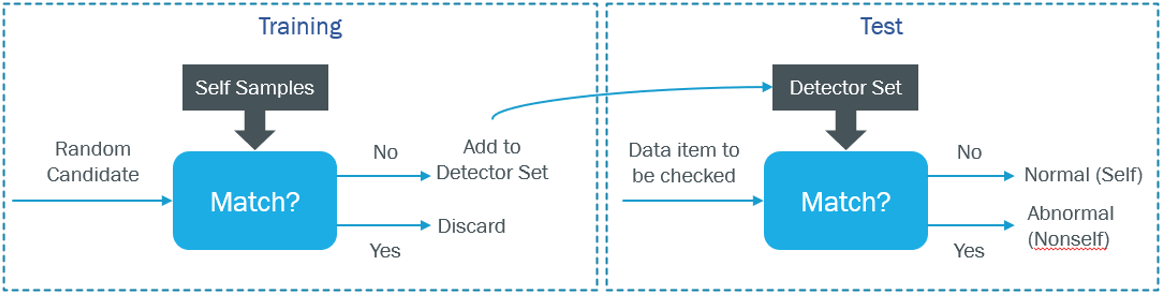 Training
Self Samples
Random
Candidate
Match?
No
Add to
Detector Set
Yes
Discard
Test
Detector Set
Data item to
be checked
Match?
No
Normal (Self)
Yes
Abnormal
(Nonself)